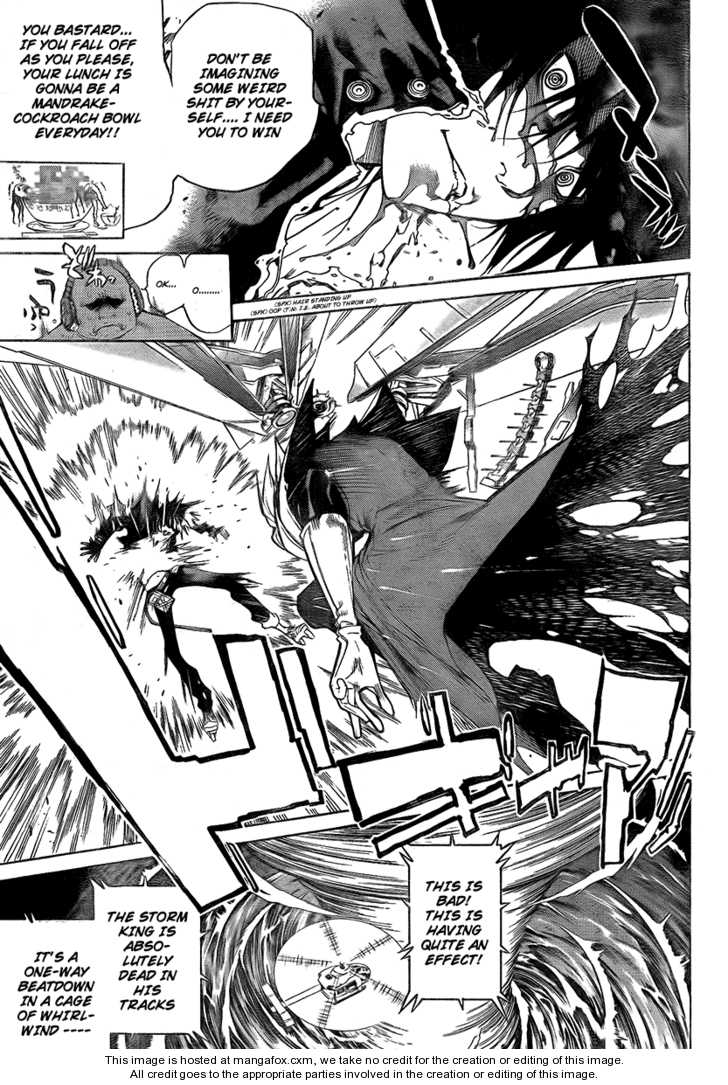 YOU BASTARD...
IF YOU FALL OFF
AS YOU PLEASE,
YOUR LUNCH IS
GONNA BE A
MANDRAKE-
COCKROACH BOWL
EVERYDAY!!
DON'T BE
IMAGINING
SOME WEIRD
SHIT BY YOUR-
SELF.... I NEED
YOU TO WIN
OK... O........
(SFX) HAIR STANDING UP
(SFX) OOP (T/N: I.E. ABOUT TO THROW UP)
THIS IS
BAD!
THIS IS
HAVING
QUITE AN
EFFECT!
THE STORM
KING IS
ABSO-
LUTELY
DEAD IN
HIS
TRACKS
IT'S A
ONE-WAY
BEATDOWN
IN A CAGE
OF WHIRL-
WIND ----
This image is hosted at mangafox.cxm, we take no credit for the creation or editing of this image.
All credit goes to the appropriate parties involved in the creation or editing of this image.